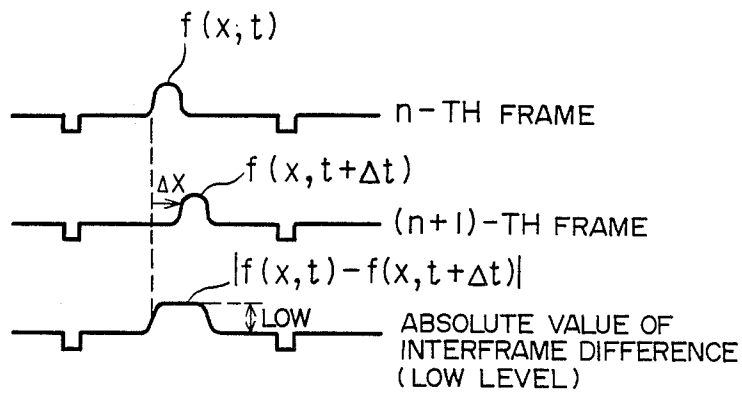 f(x,t)
n-TH FRAME
ΔX
f(x,t+Δt)
(n+1)-TH FRAME
|f(x,t)-f(x,t+Δt)|
LOW
ABSOLUTE VALUE OF
INTERFRAME DIFFERENCE
(LOW LEVEL)